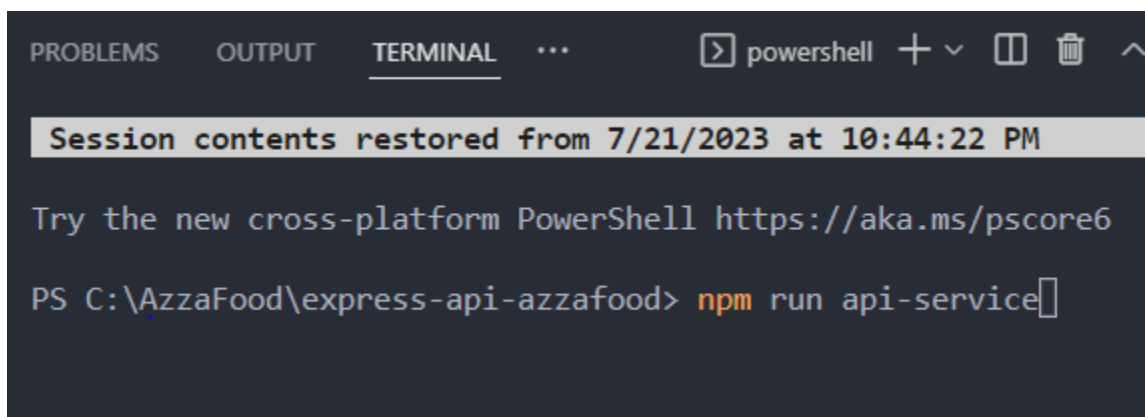 PROBLEMS OUTPUT TERMINAL ··· powershell
Session contents restored from 7/21/2023 at 10:44:22 PM
Try the new cross-platform PowerShell https://aka.ms/pscore6
PS C:\AzzaFood\express-api-azzafood> npm run api-service